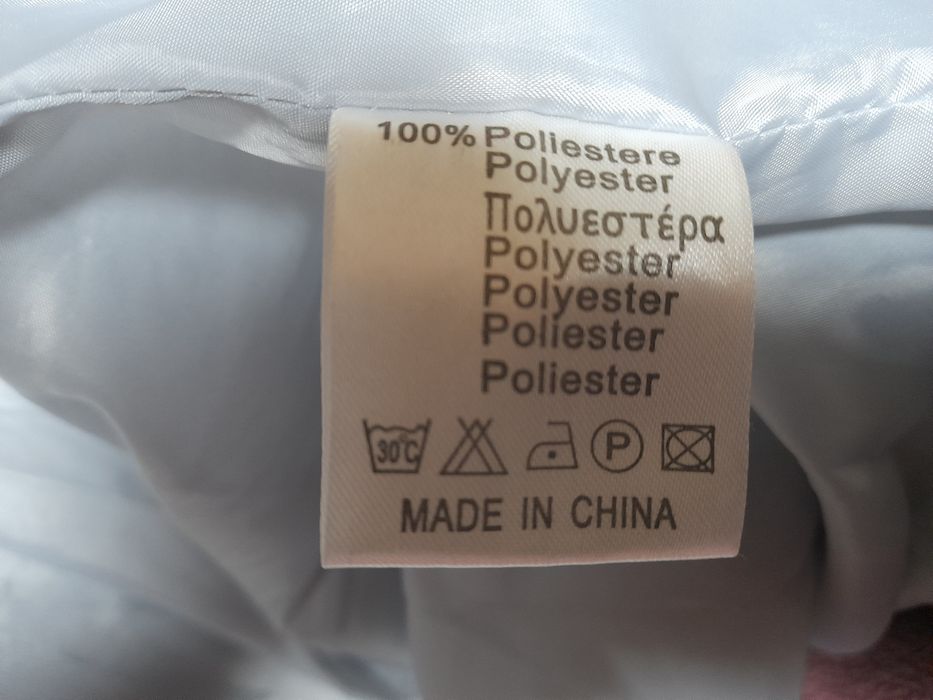 100% Poliestere
Polyester
Πολυεστέρα
Polyester
Polyester
Poliester
Poliester
30°C P
MADE IN CHINA